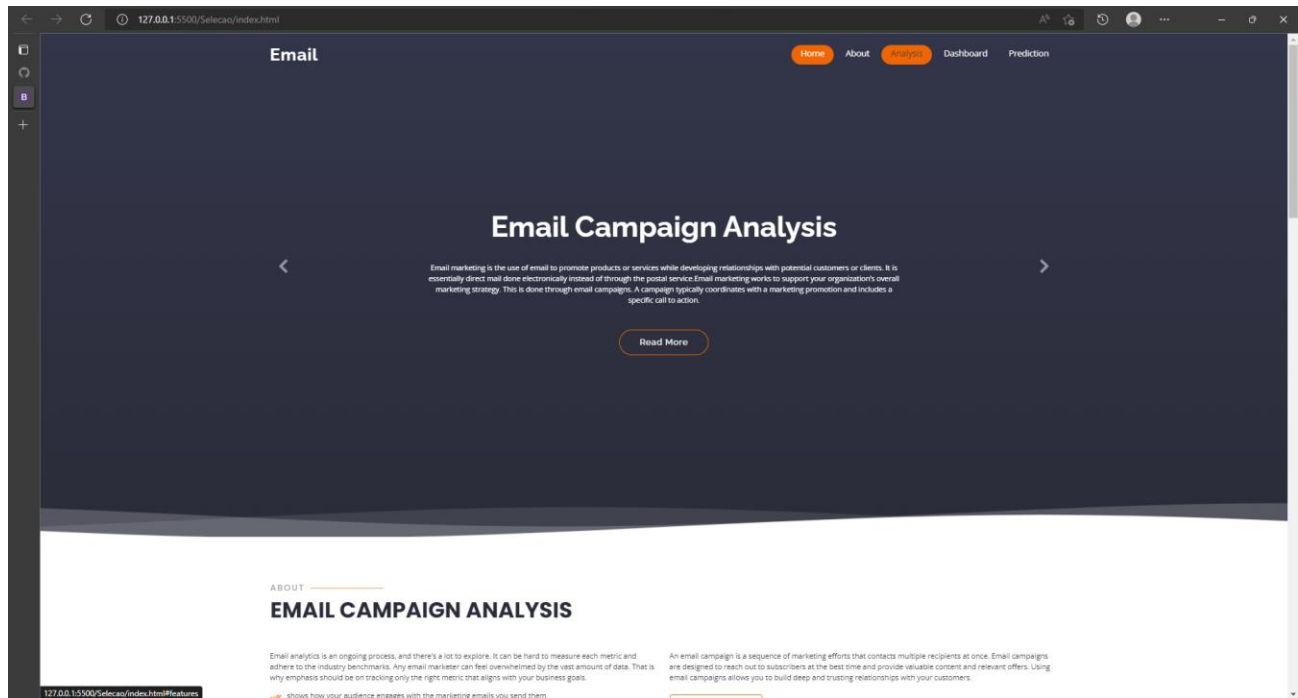 127.0.0.1:5500/Selecao/index.html
B
Email
Home About Analysis Dashboard Prediction
Email Campaign Analysis
Email marketing is the use of email to promote products or services while developing relationships with potential customers or clients. It is
essentially direct mail done electronically instead of through the postal service.Email marketing works to support your organization's overall
marketing strategy. This is done through email campaigns. A campaign typically coordinates with a marketing promotion and includes a
specific call to action.
Read More
ABOUT
EMAIL CAMPAIGN ANALYSIS
Email analytics is an ongoing process, and there's a lot to explore. It can be hard to measure each metric and
adhere to the industry benchmarks. Any email marketer can feel overwhelmed by the vast amount of data. That is
why emphasis should be on tracking only the right metric that aligns with your business goals.
shows how your audience engages with the marketing emails you send them.
An email campaign is a sequence of marketing efforts that contacts multiple recipients at once. Email campaigns
are designed to reach out to subscribers at the best time and provide valuable content and relevant offers. Using
email campaigns allows you to build deep and trusting relationships with your customers.
127.0.0.1:5500/Selecao/index.html#features